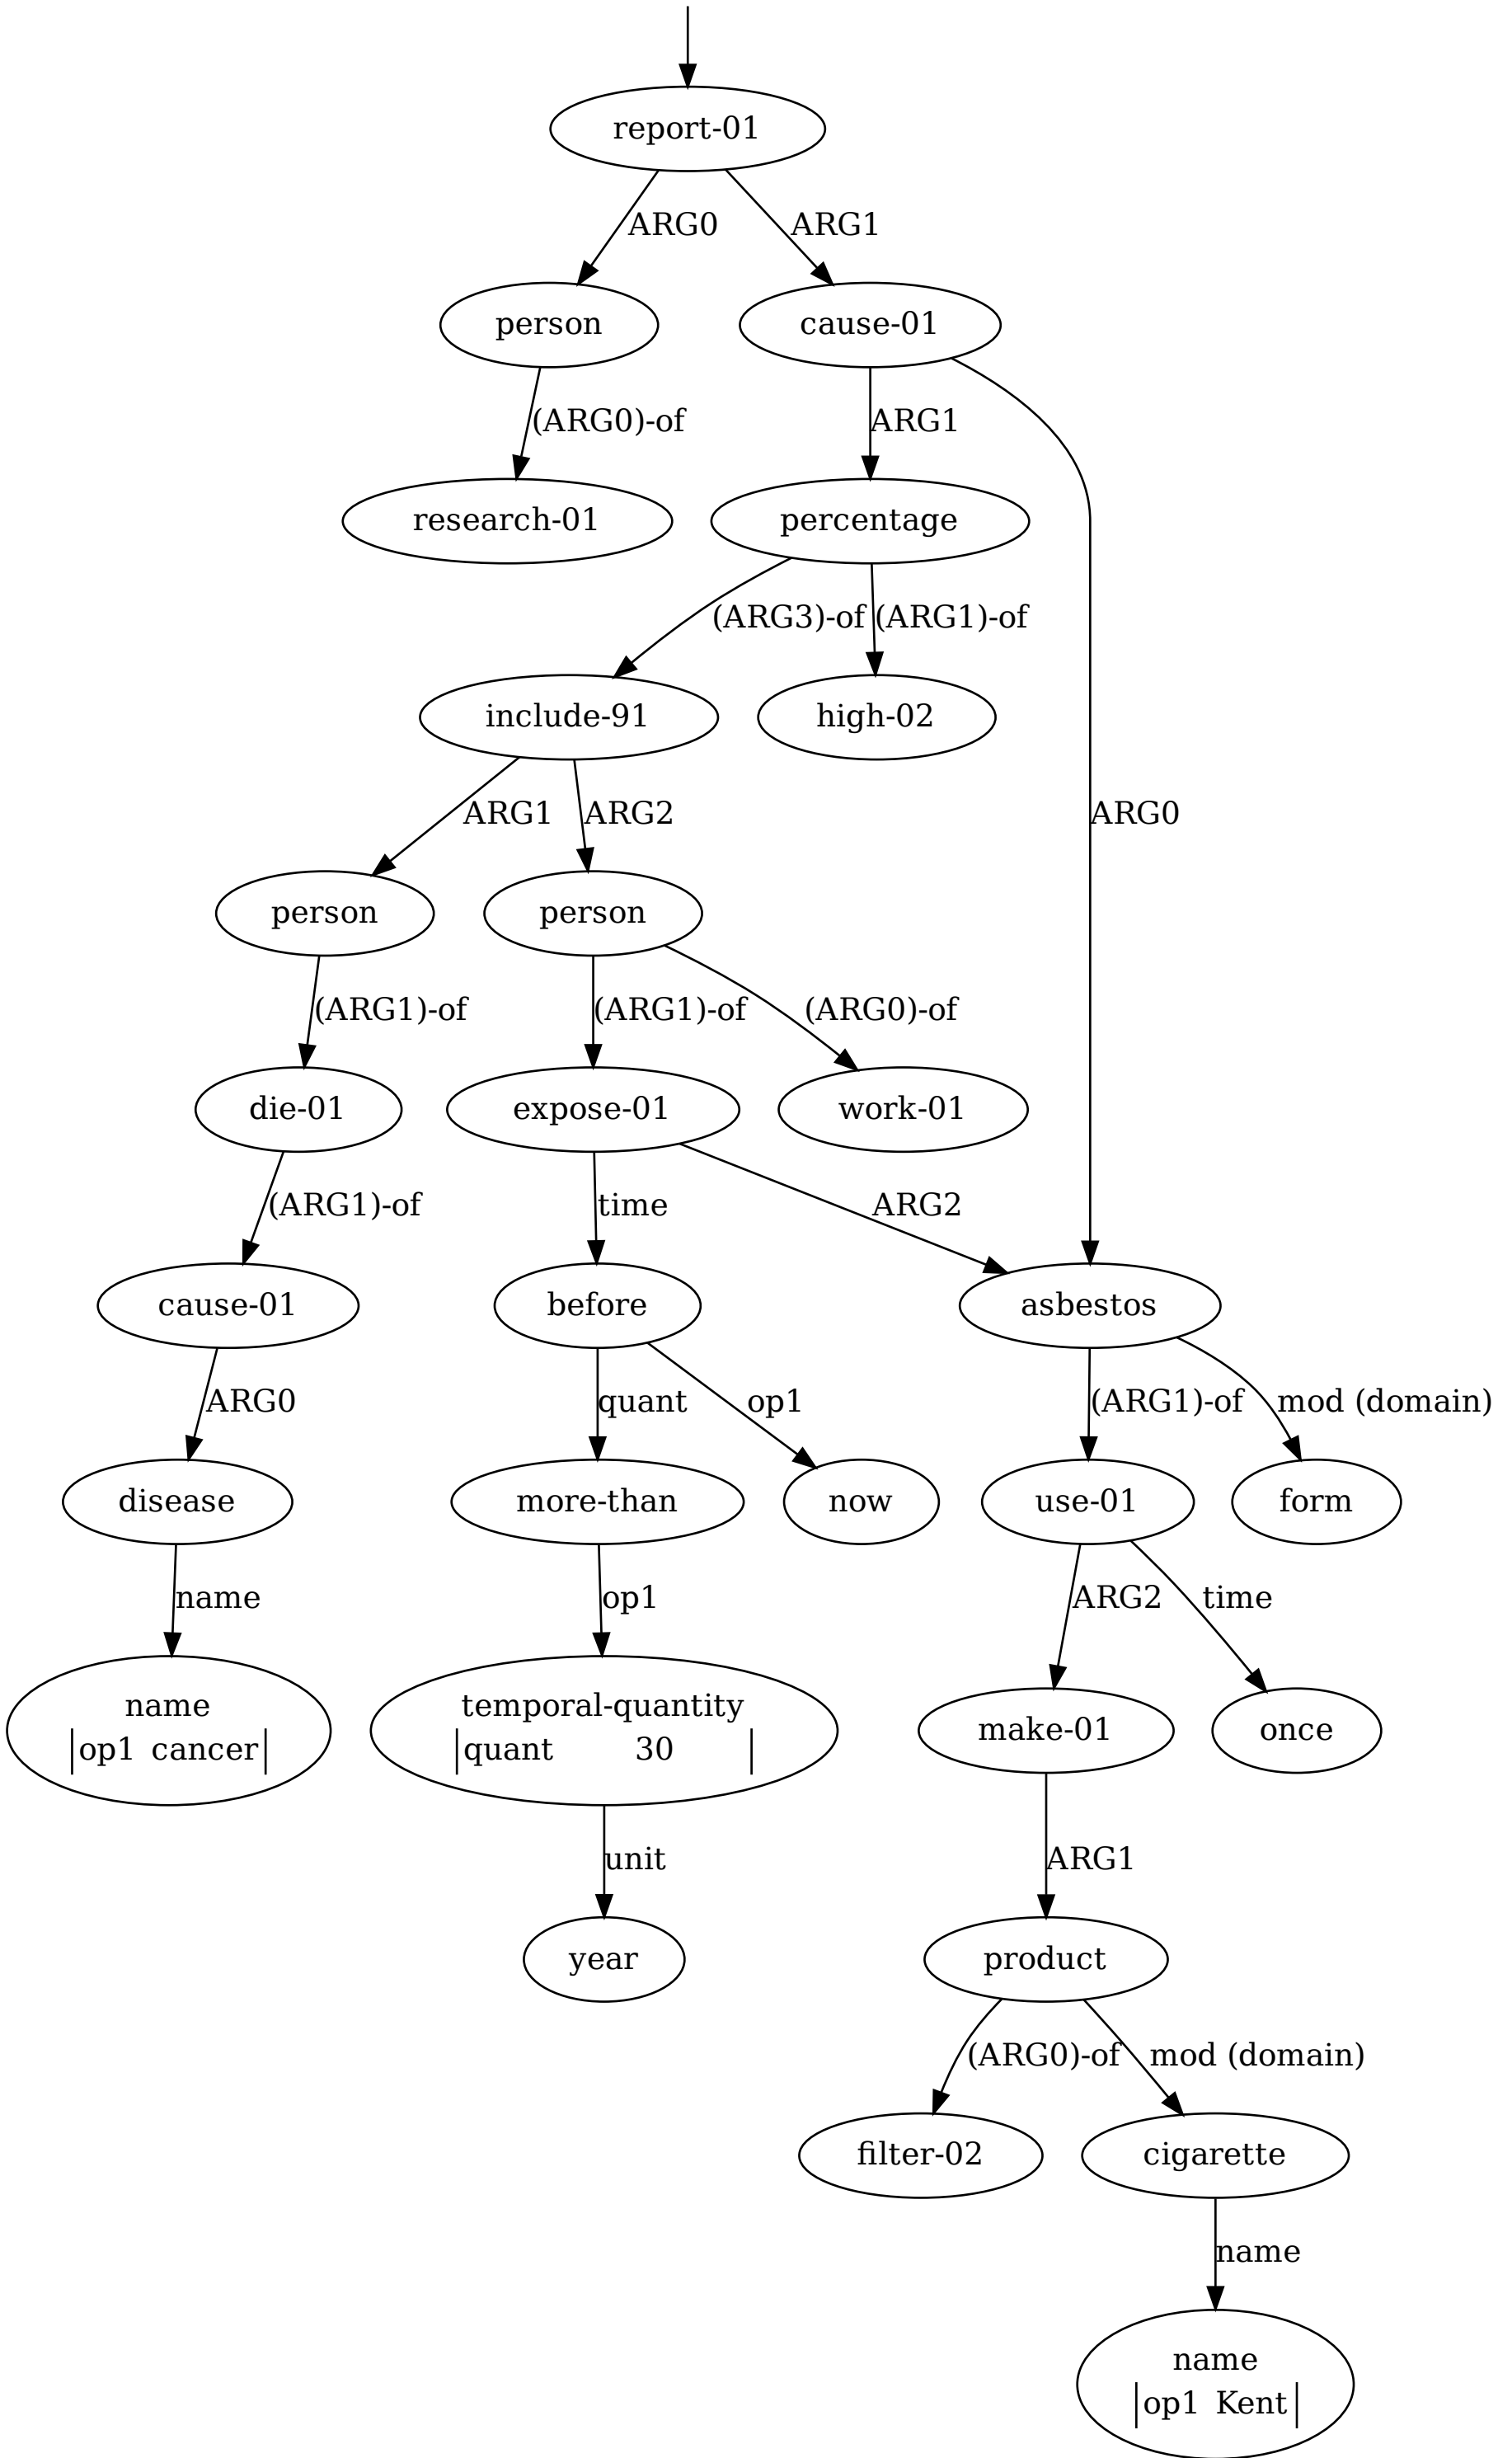 report-01
ARG0
ARG1
person
cause-01
(ARG0)-of
ARG1
research-01
percentage
(ARG3)-of
(ARG1)-of
include-91
high-02
ARG1
ARG2
ARG0
person
person
(ARG1)-of
(ARG1)-of
(ARG0)-of
die-01
expose-01
work-01
(ARG1)-of
time
ARG2
cause-01
before
asbestos
ARG0
quant
op1
(ARG1)-of
mod (domain)
disease
more-than
now
use-01
form
name
op1
ARG2
time
name
op1 cancer
temporal-quantity
quant 30
make-01
once
unit
ARG1
year
product
(ARG0)-of
mod (domain)
filter-02
cigarette
name
name
op1 Kent